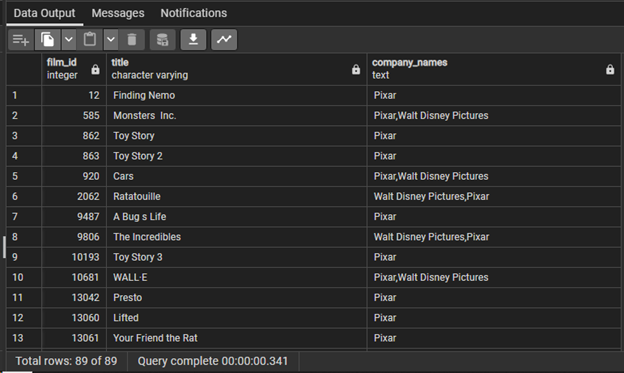 Data Output Messages Notifications
film_id title company_names
integer character varying text
1 12 Finding Nemo Pixar
2 585 Monsters  Inc. Pixar,Walt Disney Pictures
3 862 Toy Story Pixar
4 863 Toy Story 2 Pixar
5 920 Cars Pixar,Walt Disney Pictures
6 2062 Ratatouille Walt Disney Pictures,Pixar
7 9487 A Bug s Life Pixar
8 9806 The Incredibles Walt Disney Pictures,Pixar
9 10193 Toy Story 3 Pixar
10 10681 WALL·E Pixar,Walt Disney Pictures
11 13042 Presto Pixar
12 13060 Lifted Pixar
13 13061 Your Friend the Rat Pixar
Total rows: 89 of 89 Query complete 00:00:00.341